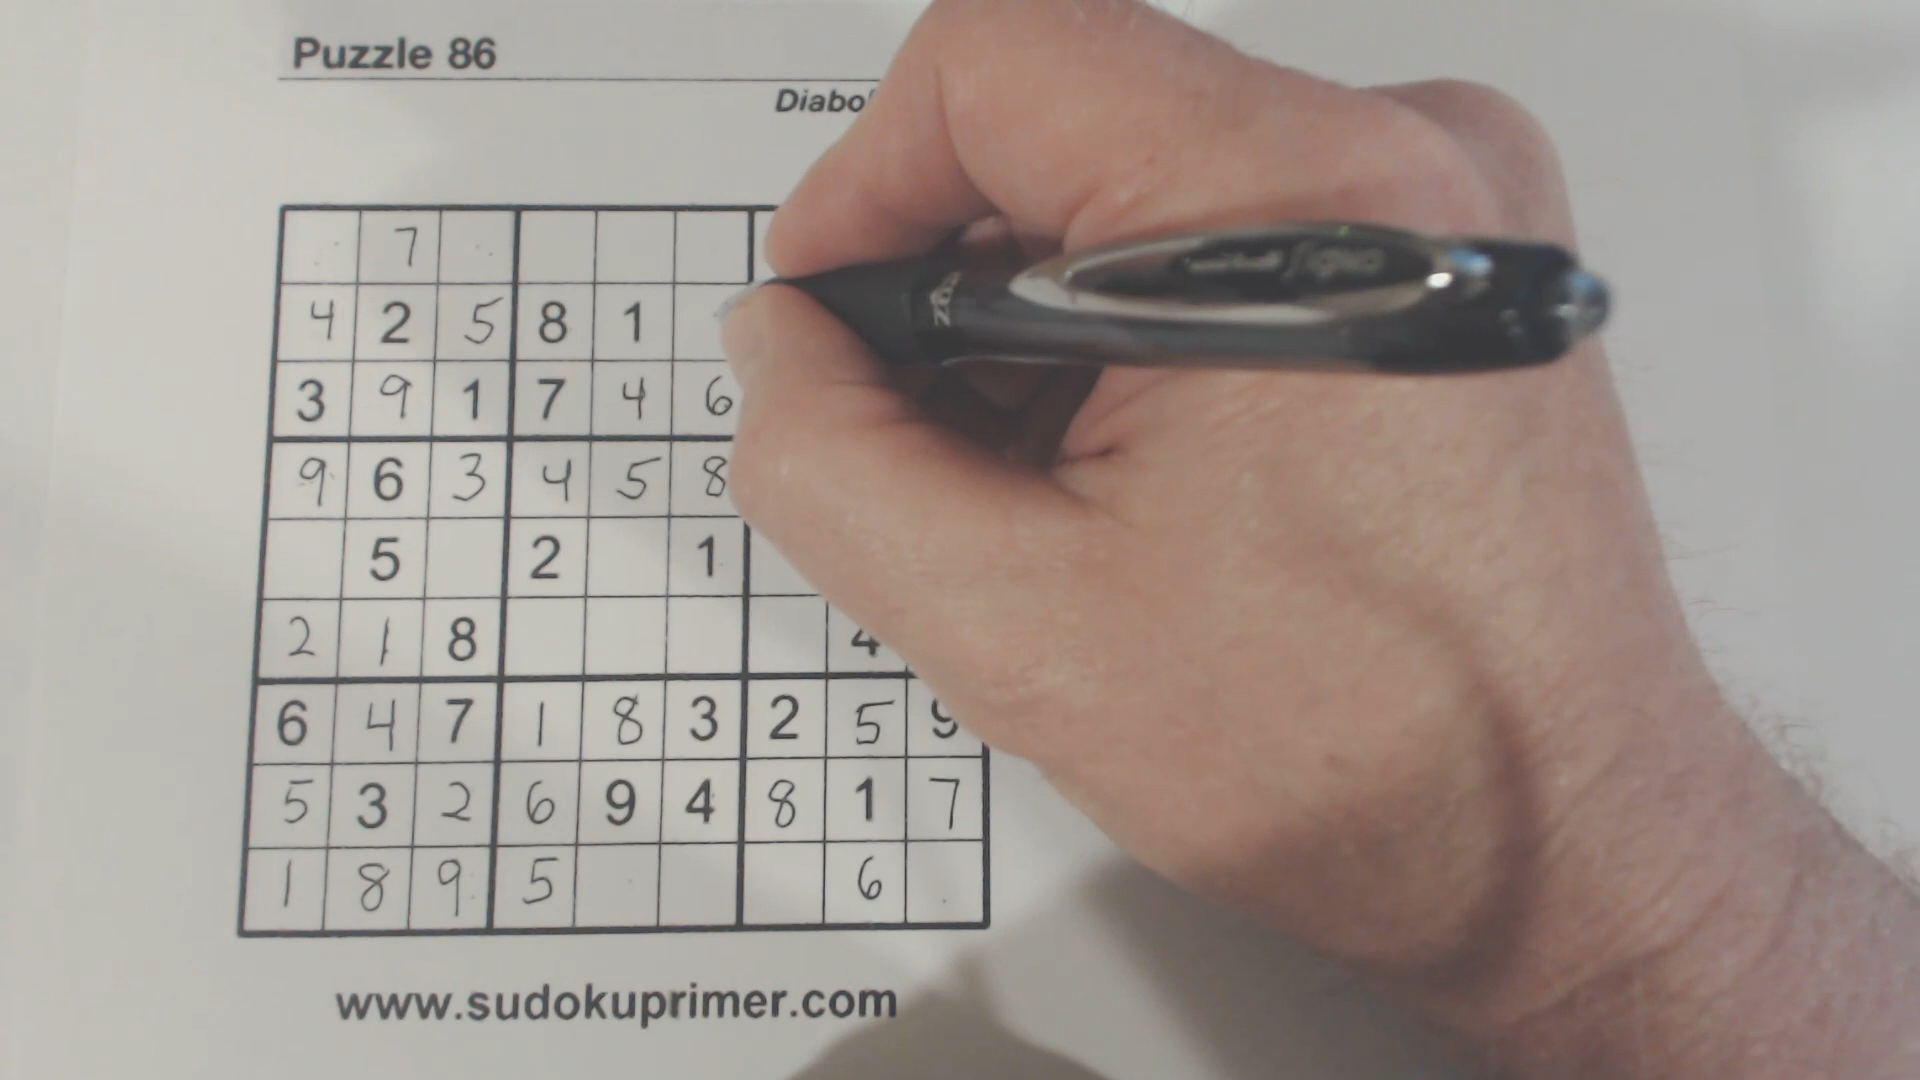 Puzzle 86
Diabol
7
4 2 5 8 1
3 9 1 7 4 6
9 6 3 4 5 8
5 2 1
2 1 8 4
6 4 7 1 8 3 2 5 9
5 3 2 6 9 4 8 1 7
1 8 9 5 6
www.sudokuprimer.com